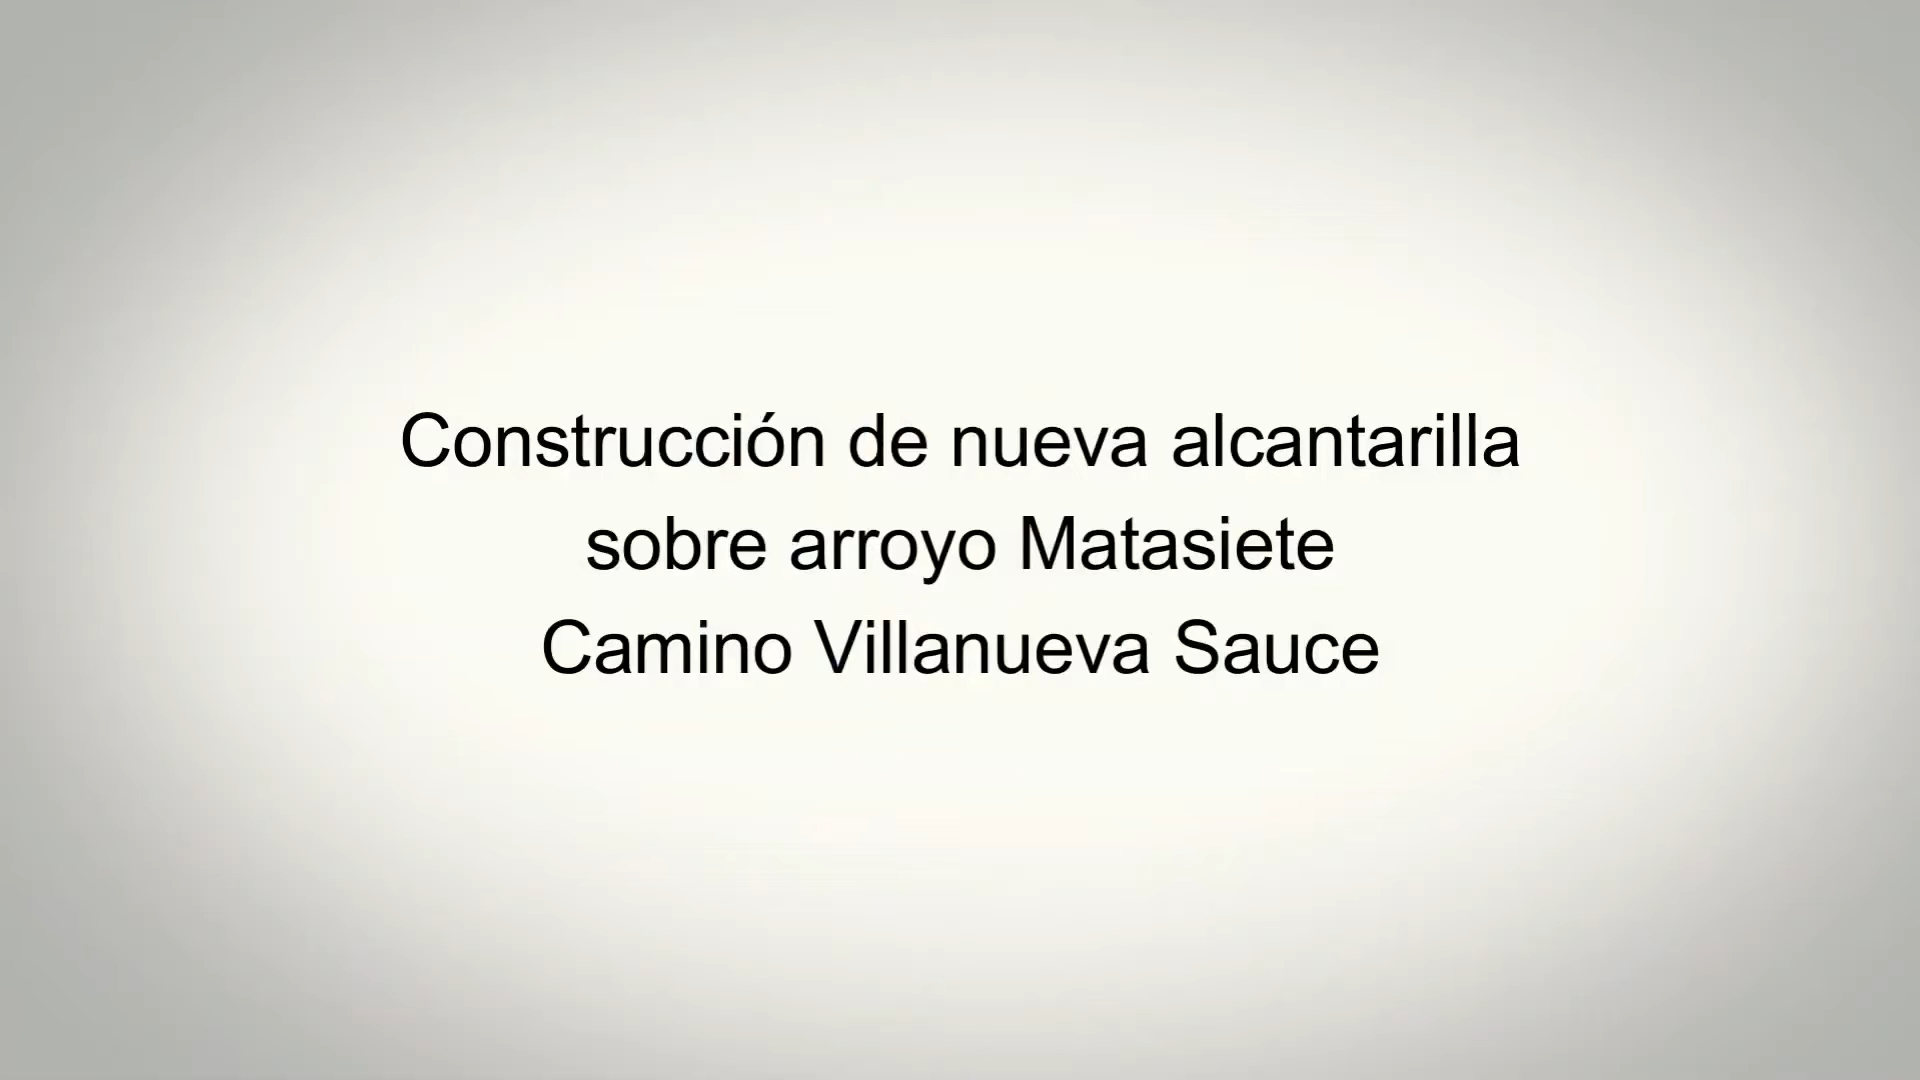 Construcción de nueva alcantarilla
sobre arroyo Matasiete
Camino Villanueva Sauce